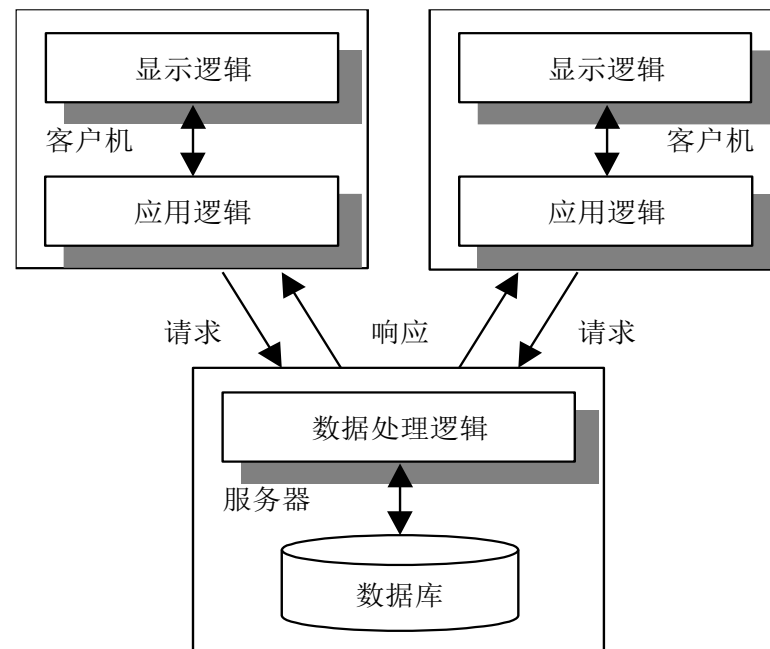 显示逻辑
显示逻辑
客户机
客户机
应用逻辑
应用逻辑
请求
响应
请求
数据处理逻辑
服务器
数据库